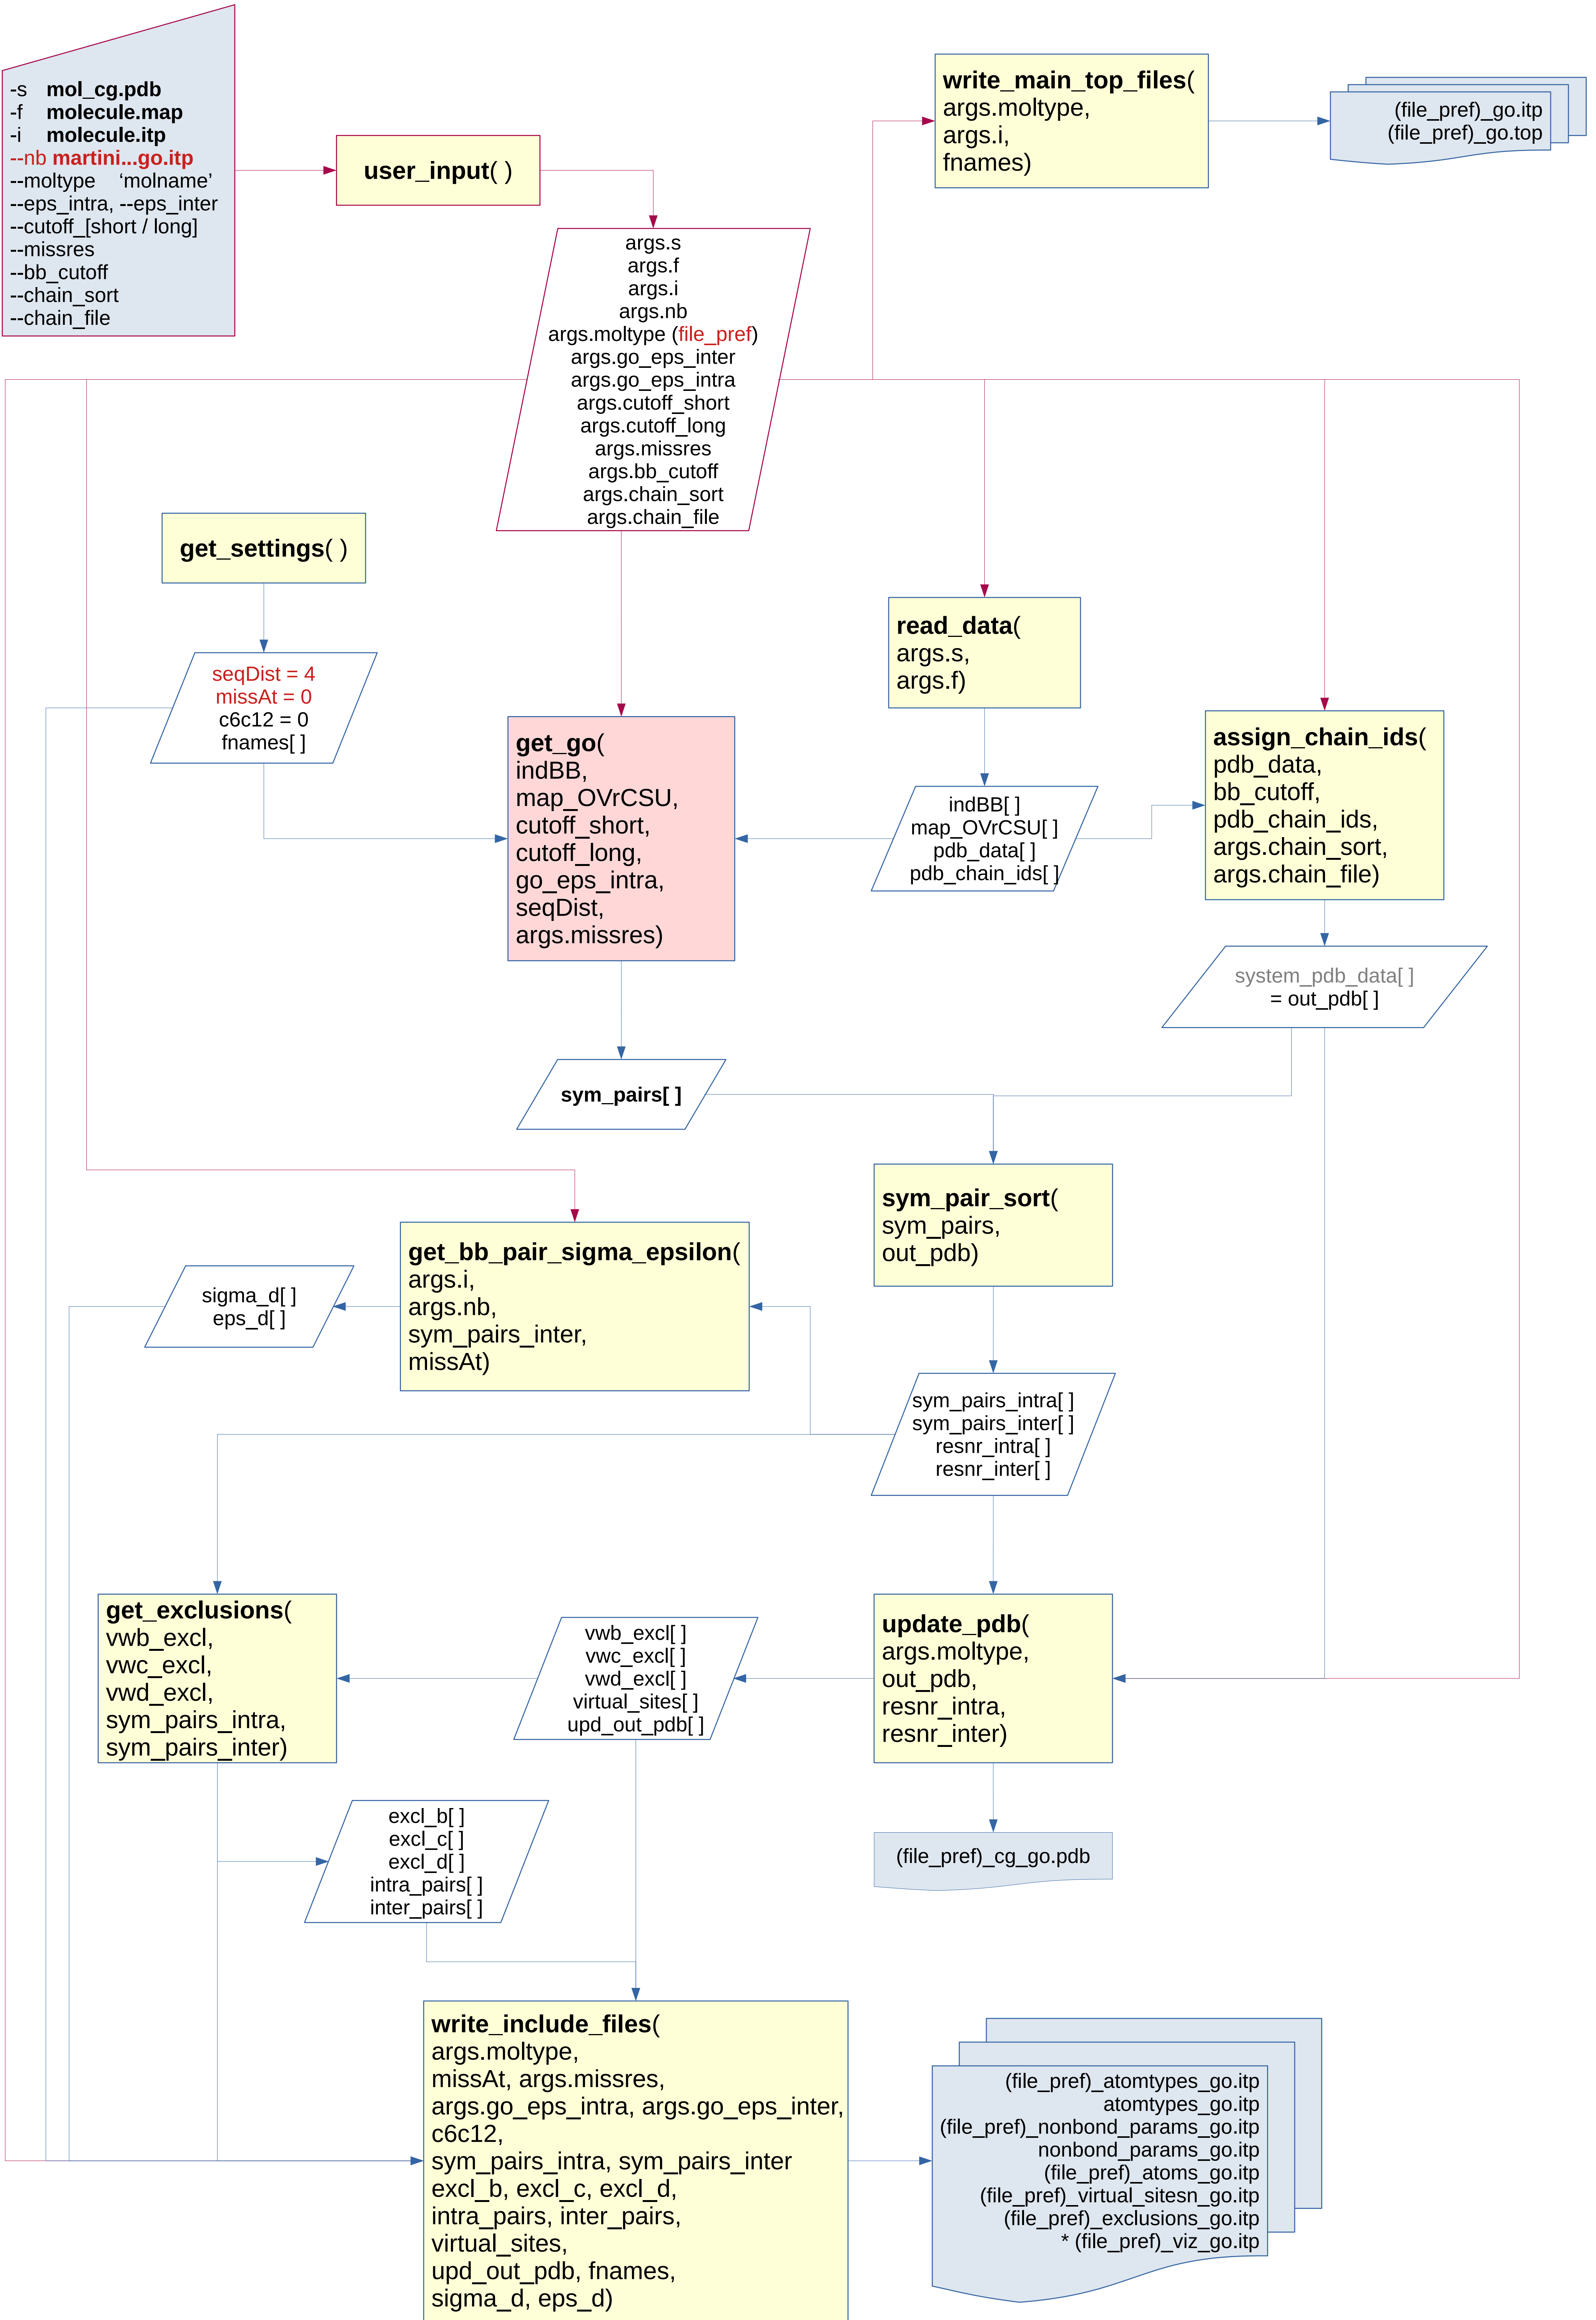 -s mol_cg.pdb
-f molecule.map
-i molecule.itp
--nb martini...go.itp
--moltype ‘molname’
--eps_intra, --eps_inter
--cutoff_[short / long]
--missres
--bb_cutoff
--chain_sort
--chain_file
user_input( )
write_main_top_files(
args.moltype,
args.i,
fnames)
(file_pref)_go.itp
(file_pref)_go.top
args.s
args.f
args.i
args.nb
args.moltype (file_pref)
args.go_eps_inter
args.go_eps_intra
args.cutoff_short
args.cutoff_long
args.missres
args.bb_cutoff
args.chain_sort
args.chain_file
get_settings( )
seqDist = 4
missAt = 0
c6c12 = 0
fnames[ ]
read_data(
args.s,
args.f)
get_go(
indBB,
map_OVrCSU,
cutoff_short,
cutoff_long,
go_eps_intra,
seqDist,
args.missres)
indBB[ ]
map_OVrCSU[ ]
pdb_data[ ]
pdb_chain_ids[ ]
assign_chain_ids(
pdb_data,
bb_cutoff,
pdb_chain_ids,
args.chain_sort,
args.chain_file)
system_pdb_data[ ]
= out_pdb[ ]
sym_pairs[ ]
sym_pair_sort(
sym_pairs,
out_pdb)
get_bb_pair_sigma_epsilon(
args.i,
args.nb,
sym_pairs_inter,
missAt)
sigma_d[ ]
eps_d[ ]
sym_pairs_intra[ ]
sym_pairs_inter[ ]
resnr_intra[ ]
resnr_inter[ ]
get_exclusions(
vwb_excl,
vwc_excl,
vwd_excl,
sym_pairs_intra,
sym_pairs_inter)
vwb_excl[ ]
vwc_excl[ ]
vwd_excl[ ]
virtual_sites[ ]
upd_out_pdb[ ]
update_pdb(
args.moltype,
out_pdb,
resnr_intra,
resnr_inter)
excl_b[ ]
excl_c[ ]
excl_d[ ]
intra_pairs[ ]
inter_pairs[ ]
(file_pref)_cg_go.pdb
write_include_files(
args.moltype,
missAt, args.missres,
args.go_eps_intra, args.go_eps_inter,
c6c12,
sym_pairs_intra, sym_pairs_inter
excl_b, excl_c, excl_d,
intra_pairs, inter_pairs,
virtual_sites,
upd_out_pdb, fnames,
sigma_d, eps_d)
(file_pref)_atomtypes_go.itp
atomtypes_go.itp
(file_pref)_nonbond_params_go.itp
nonbond_params_go.itp
(file_pref)_atoms_go.itp
(file_pref)_virtual_sitesn_go.itp
(file_pref)_exclusions_go.itp
* (file_pref)_viz_go.itp